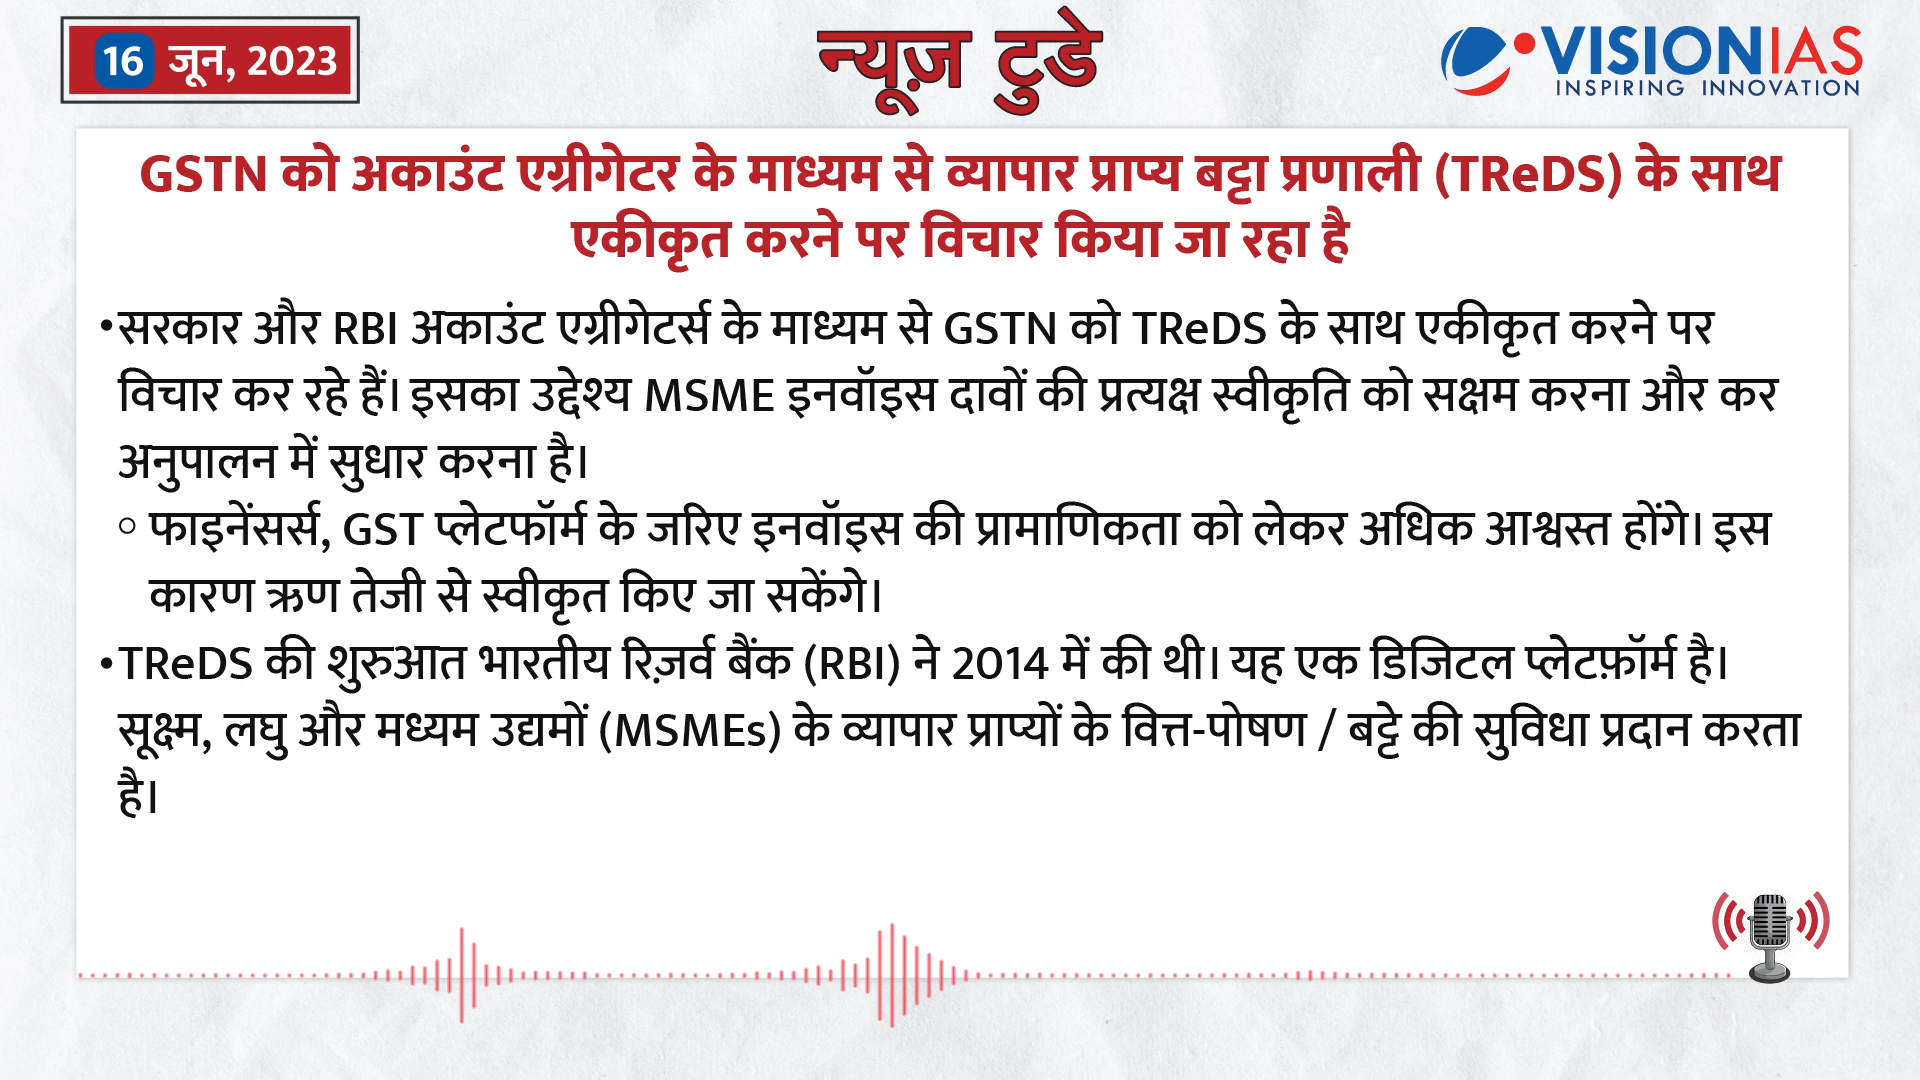 16 जून, 2023
न्यूज़ टुडे
VISIONIAS
INSPIRING INNOVATION
GSTN को अकाउंट एग्रीगेटर के माध्यम से व्यापार प्राप्य बट्टा प्रणाली (TReDS) के साथ
एकीकृत करने पर विचार किया जा रहा है
•सरकार और RBI अकाउंट एग्रीगेटर्स के माध्यम से GSTN को TReDS के साथ एकीकृत करने पर
विचार कर रहे हैं। इसका उद्देश्य MSME इनवॉइस दावों की प्रत्यक्ष स्वीकृति को सक्षम करना और कर
अनुपालन में सुधार करना है।
○ फाइनेंसर्स, GST प्लेटफॉर्म के जरिए इनवॉइस की प्रामाणिकता को लेकर अधिक आश्वस्त होंगे। इस
कारण ऋण तेजी से स्वीकृत किए जा सकेंगे।
•TReDS की शुरुआत भारतीय रिज़र्व बैंक (RBI) ने 2014 में की थी। यह एक डिजिटल प्लेटफ़ॉर्म है।
सूक्ष्म, लघु और मध्यम उद्यमों (MSMEs) के व्यापार प्राप्यों के वित्त-पोषण / बट्टे की सुविधा प्रदान करता
है।